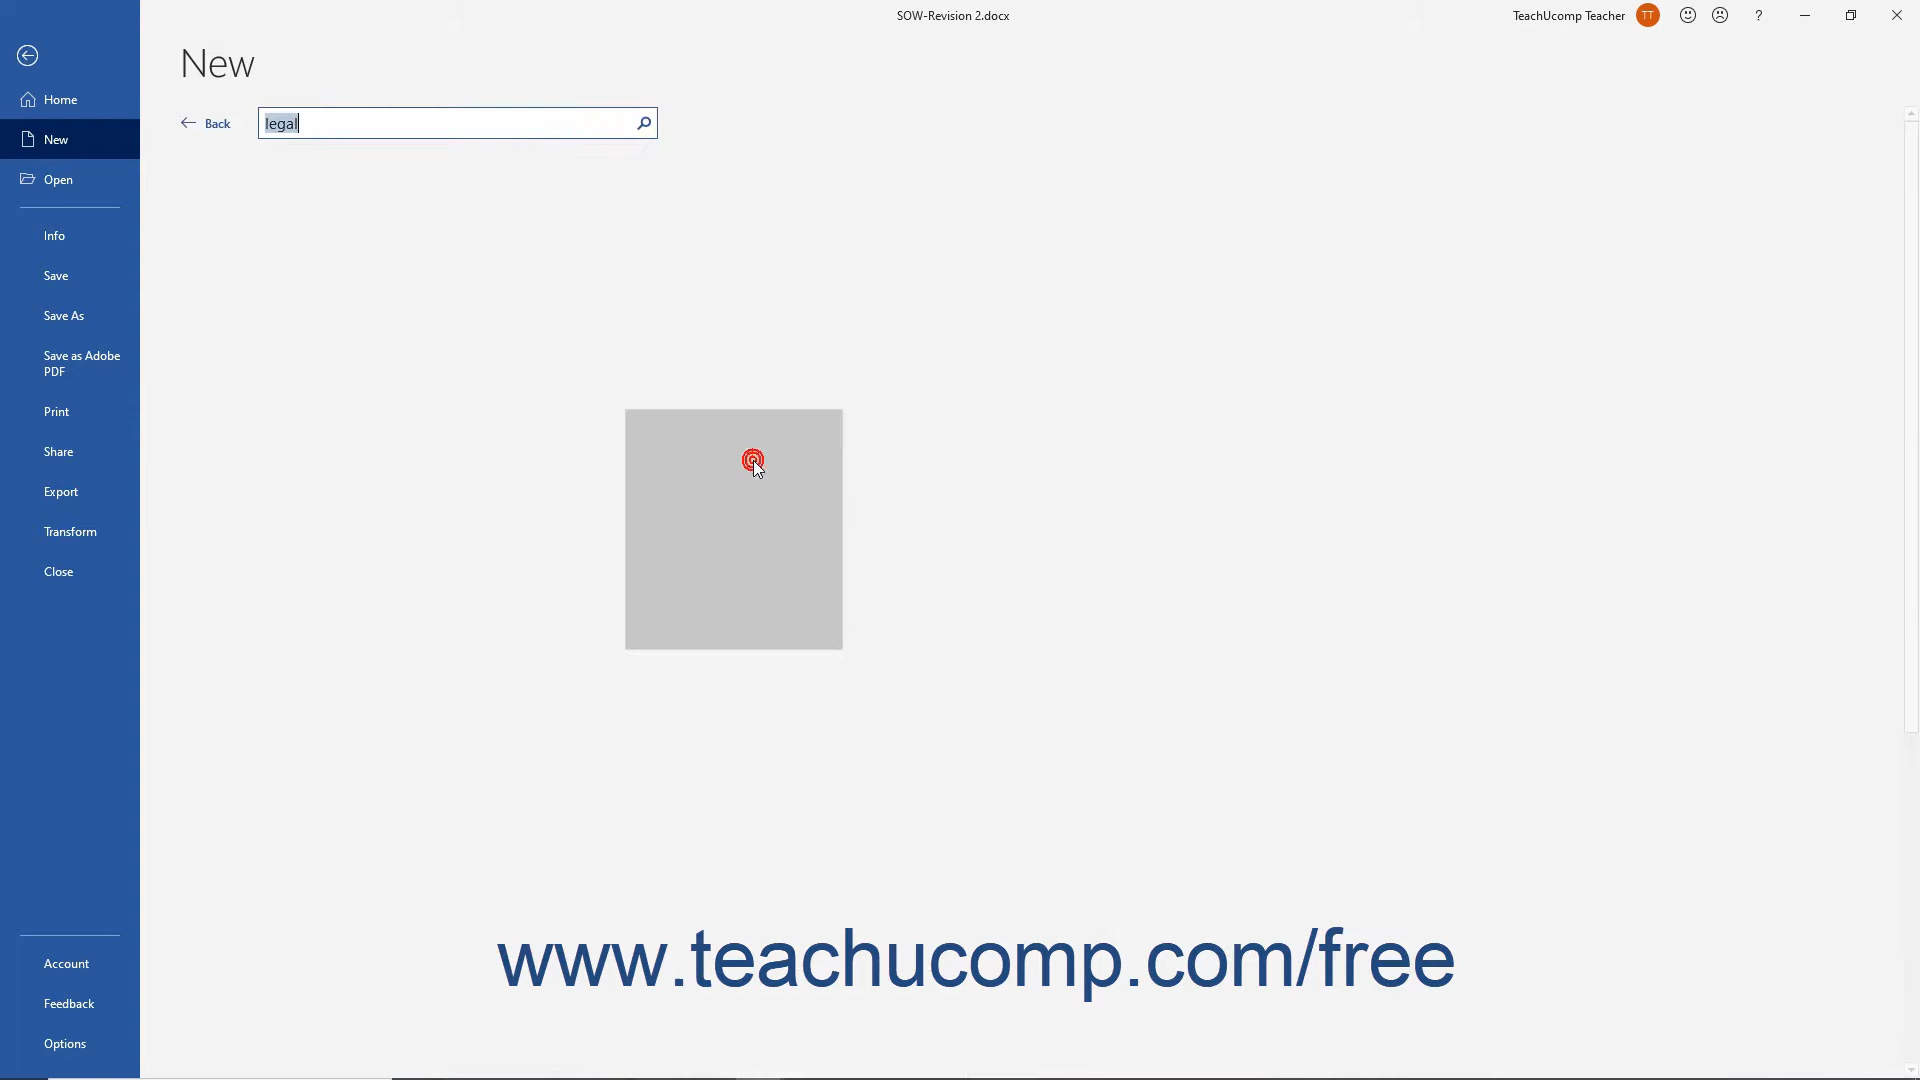 SOW-Revision 2.docx
TeachUcomp Teacher
TT
?
New
Home
Back
legal
New
Open
Info
Save
Save As
Save as Adobe
PDF
Print
Share
Export
Transform
Close
www.teachucomp.com/free
Account
Feedback
Options